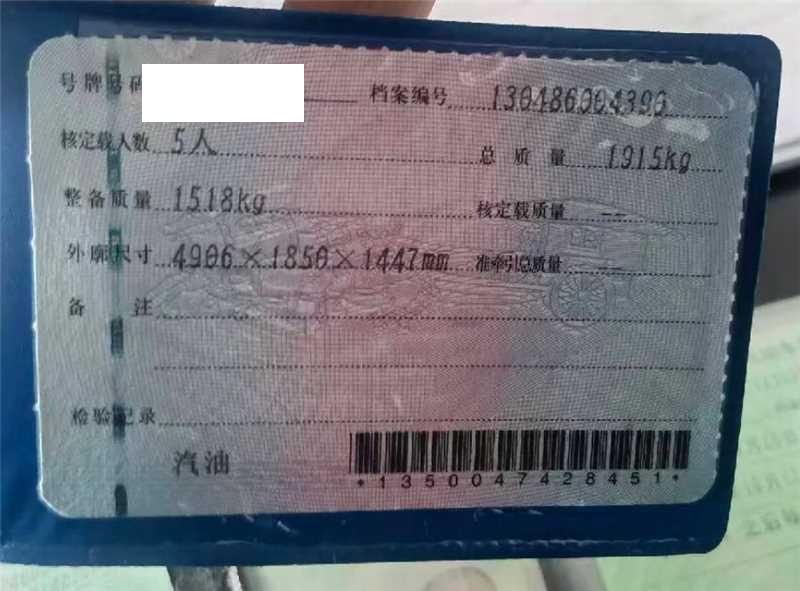 号牌号码 档案编号 130486004390
核定载人数 5人 总质量 1915kg
整备质量 1518kg 核定载质量 --
外廓尺寸 4906×1850×1447mm 准牵引总质量 --
备注
检验记录
汽油
*1350047428451*